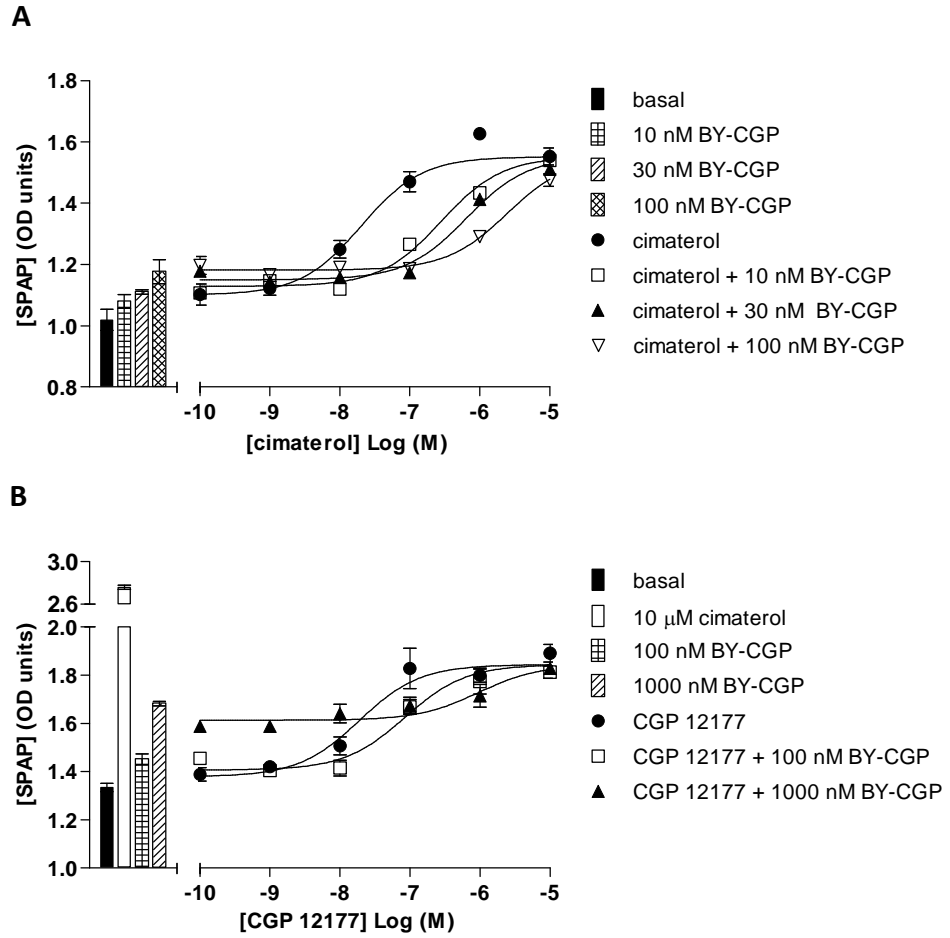 A
1.8
1.6
1.4
1.2
1.0
0.8
[SPAP] (OD units)
-10 -9 -8 -7 -6 -5
[cimaterol] Log (M)
basal
10 nM BY-CGP
30 nM BY-CGP
100 nM BY-CGP
cimaterol
cimaterol + 10 nM BY-CGP
cimaterol + 30 nM BY-CGP
cimaterol + 100 nM BY-CGP
B
3.0
2.6
2.0
1.8
1.6
1.4
1.2
1.0
[SPAP] (OD units)
-10 -9 -8 -7 -6 -5
[CGP 12177] Log (M)
basal
10 μM cimaterol
100 nM BY-CGP
1000 nM BY-CGP
CGP 12177
CGP 12177 + 100 nM BY-CGP
CGP 12177 + 1000 nM BY-CGP